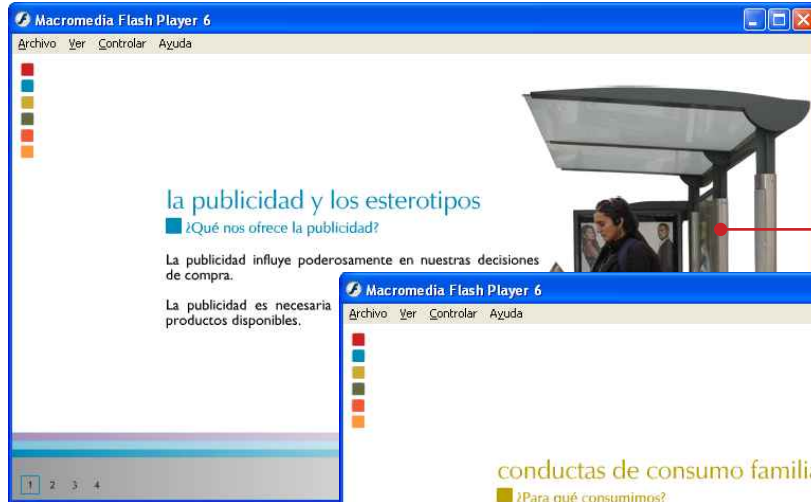 Macromedia Flash Player 6
Archivo Ver Controlar Ayuda
la publicidad y los esterotipos
¿Qué nos ofrece la publicidad?
La publicidad influye poderosamente en nuestras decisiones
de compra.
La publicidad es necesaria
productos disponibles.
1 2 3 4
Macromedia Flash Player 6
Archivo Ver Controlar Ayuda
conductas de consumo familia
¿Para qué consumimos?